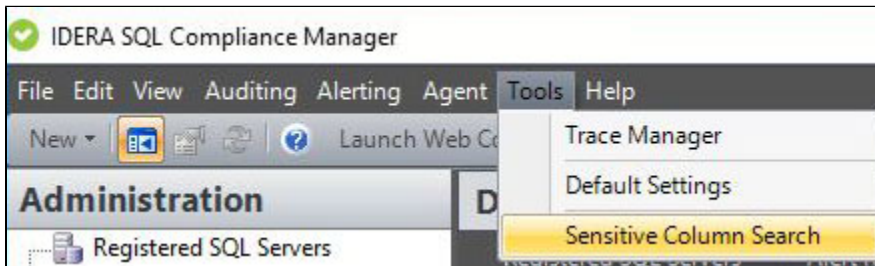 IDERA SQL Compliance Manager
File Edit View Auditing Alerting Agent Tools Help
New Launch Web
Trace Manager
Default Settings
Administration
D
Sensitive Column Search
Registered SQL Servers